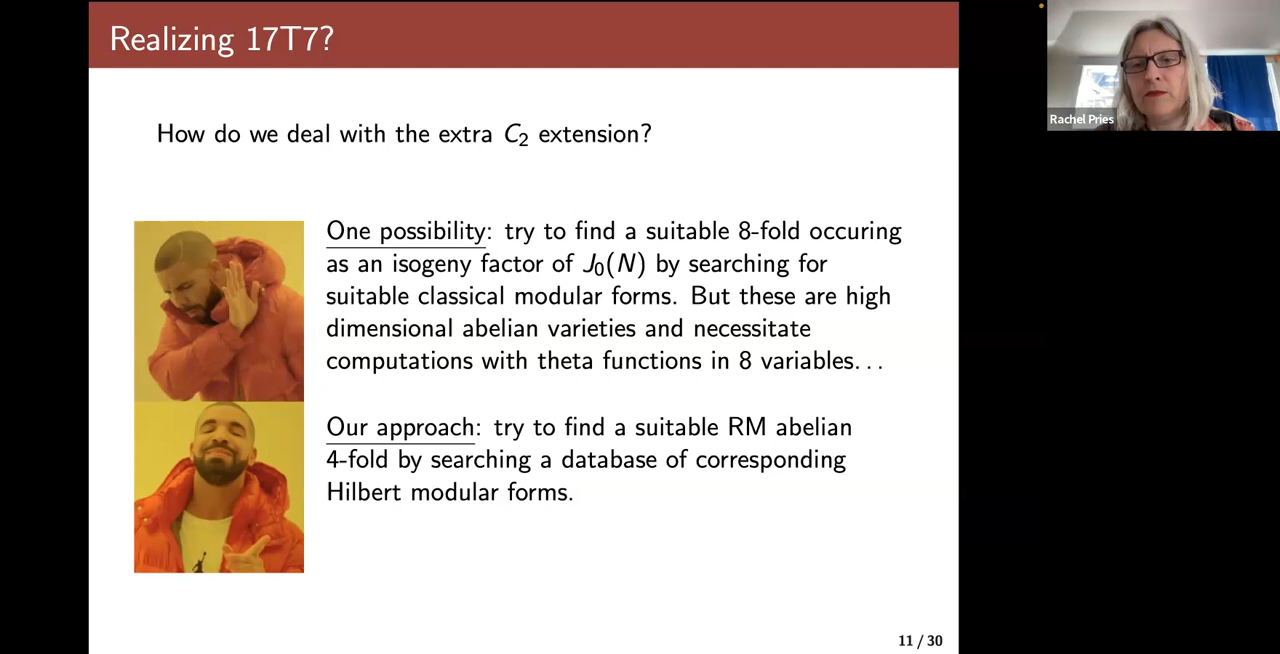 Realizing 17T7?
How do we deal with the extra C₂ extension?
One possibility: try to find a suitable 8-fold occuring
as an isogeny factor of J₀(N) by searching for
suitable classical modular forms. But these are high
dimensional abelian varieties and necessitate
computations with theta functions in 8 variables...
Our approach: try to find a suitable RM abelian
4-fold by searching a database of corresponding
Hilbert modular forms.
11 / 30
Rachel Pries